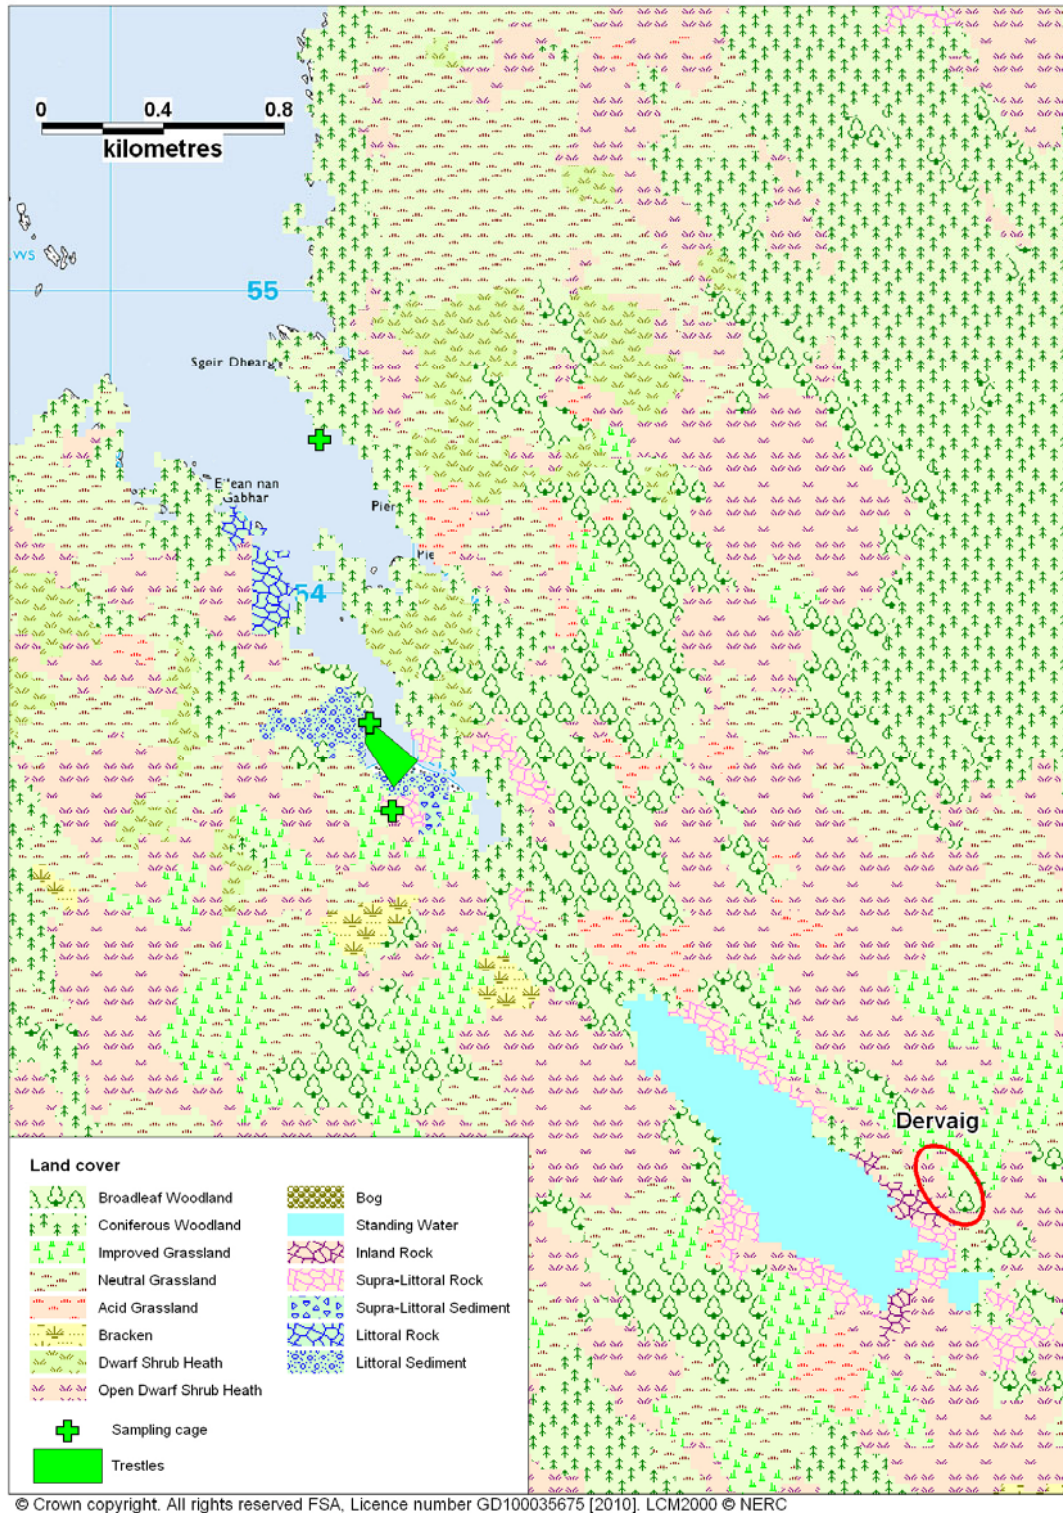 0 0.4 0.8
kilometres
ws
55
Sgeir Dhearg
Eilean nan
Gabhar
Pier
Pie
54
Dervaig
Land cover
Broadleaf Woodland
Coniferous Woodland
Improved Grassland
Neutral Grassland
Acid Grassland
Bracken
Dwarf Shrub Heath
Open Dwarf Shrub Heath
Bog
Standing Water
Inland Rock
Supra-Littoral Rock
Supra-Littoral Sediment
Littoral Rock
Littoral Sediment
Sampling cage
Trestles
© Crown copyright. All rights reserved FSA, Licence number GD100035675 [2010]. LCM2000 © NERC